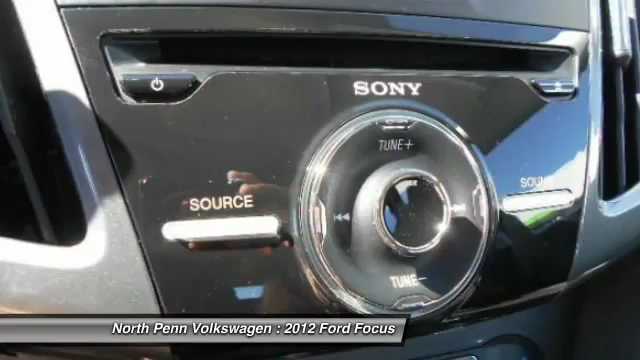 SONY
TUNE+
SOURCE
TUNE-
North Penn Volkswagen : 2012 Ford Focus